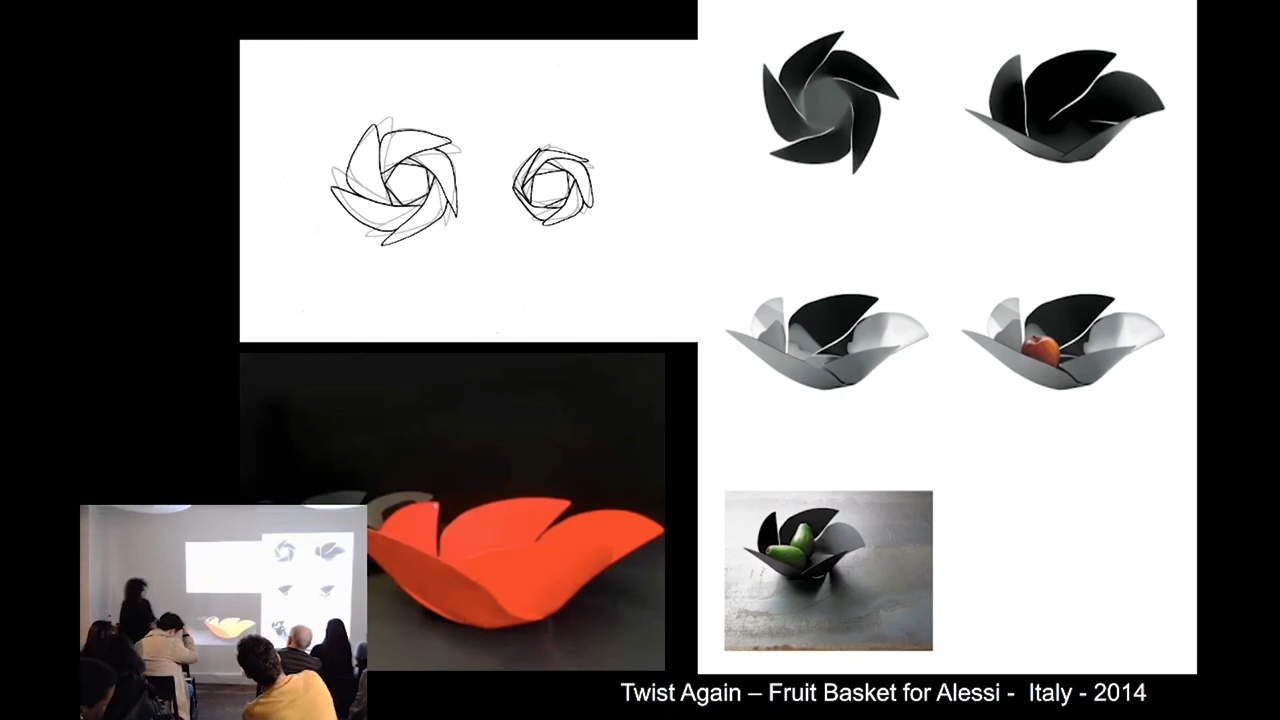 Twist Again – Fruit Basket for Alessi -  Italy - 2014